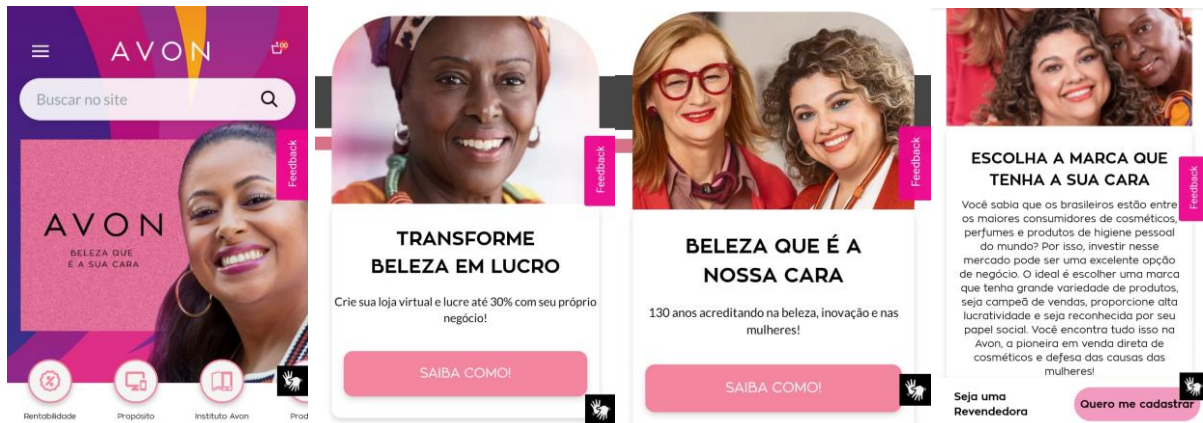 AVON
00
Buscar no site
Feedback
AVON
BELEZA QUE
É A SUA CARA
Rentabilidade
Propósito
Instituto Avon
Prod
Feedback
TRANSFORME
BELEZA EM LUCRO
Crie sua loja virtual e lucre até 30% com seu próprio
negócio!
SAIBA COMO!
Feedback
BELEZA QUE É A
NOSSA CARA
130 anos acreditando na beleza, inovação e nas
mulheres!
SAIBA COMO!
Feedback
ESCOLHA A MARCA QUE
TENHA A SUA CARA
Você sabia que os brasileiros estão entre
os maiores consumidores de cosméticos,
perfumes e produtos de higiene pessoal
do mundo? Por isso, investir nesse
mercado pode ser uma excelente opção
de negócio. O ideal é escolher uma marca
que tenha grande variedade de produtos,
seja campeã de vendas, proporcione alta
lucratividade e seja reconhecida por seu
papel social. Você encontra tudo isso na
Avon, a pioneira em venda direta de
cosméticos e defesa das causas das
mulheres!
Seja uma
Revendedora
Quero me cadastrar